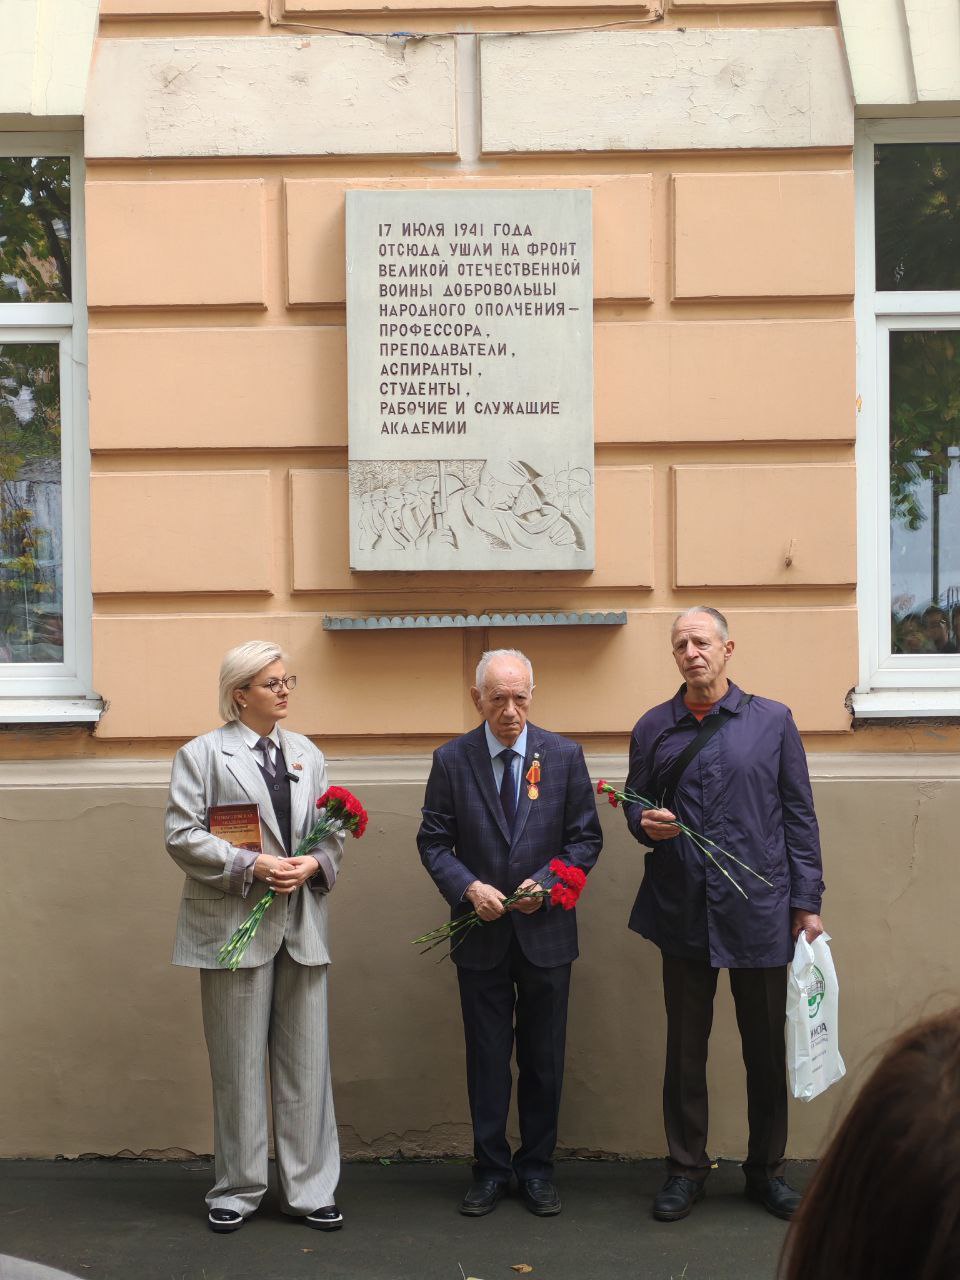 17 ИЮЛЯ 1941 ГОДА
ОТСЮДА УШЛИ НА ФРОНТ
ВЕЛИКОЙ ОТЕЧЕСТВЕННОЙ
ВОИНЫ ДОБРОВОЛЬЦЫ
НАРОДНОГО ОПОЛЧЕНИЯ—
ПРОФЕССОРА,
ПРЕПОДАВАТЕЛИ,
АСПИРАНТЫ,
СТУДЕНТЫ,
РАБОЧИЕ И СЛУЖАЩИЕ
АКАДЕМИИ